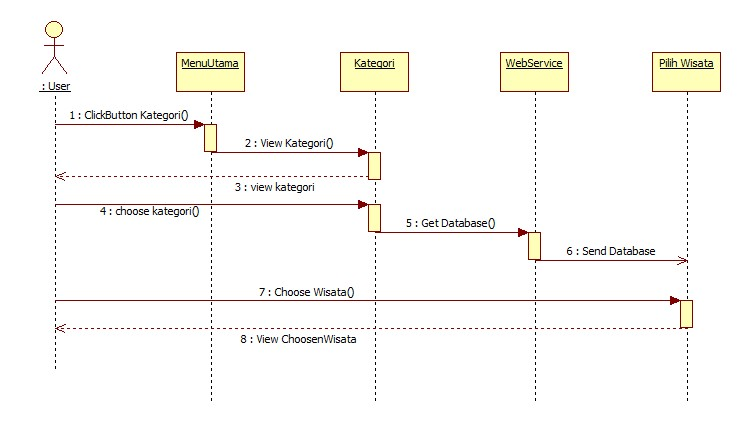 : User
MenuUtama
Kategori
WebService
Pilih Wisata
1 : ClickButton Kategori()
2 : View Kategori()
3 : view kategori
4 : choose kategori()
5 : Get Database()
6 : Send Database
7 : Choose Wisata()
8 : View ChoosenWisata